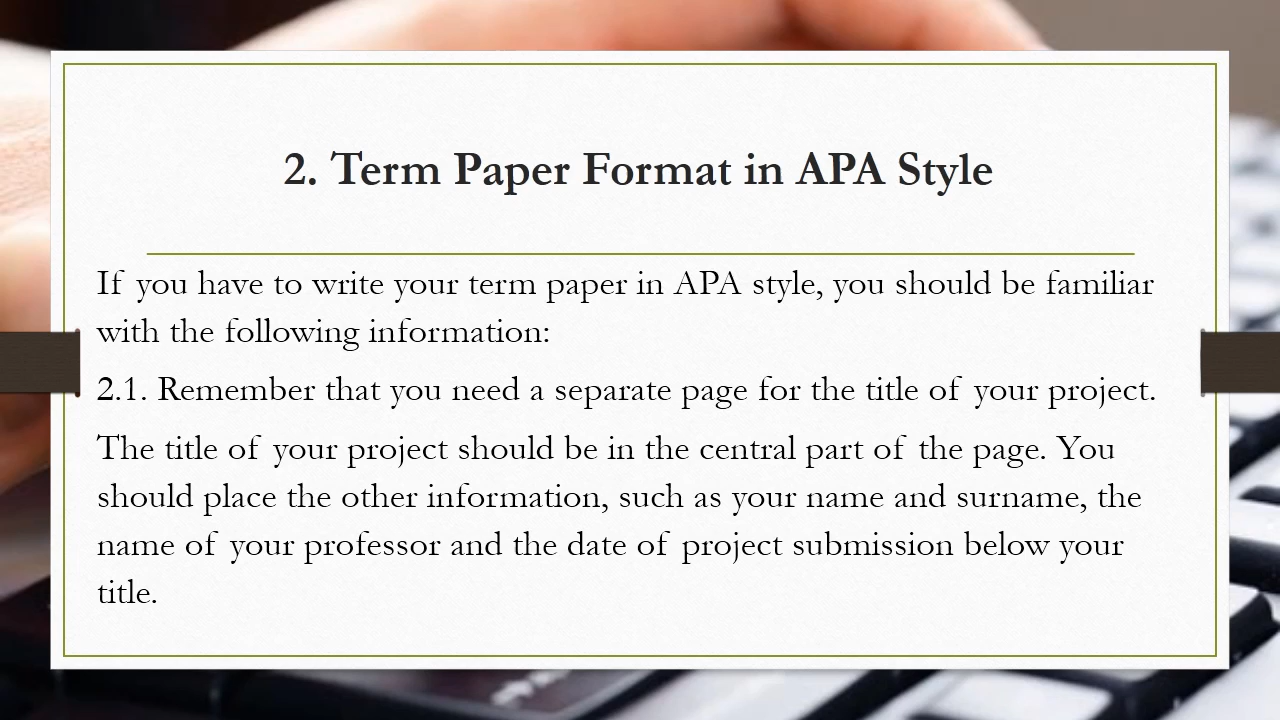 2. Term Paper Format in APA Style
If you have to write your term paper in APA style, you should be familiar
with the following information:
2.1. Remember that you need a separate page for the title of your project.
The title of your project should be in the central part of the page. You
should place the other information, such as your name and surname, the
name of your professor and the date of project submission below your
title.